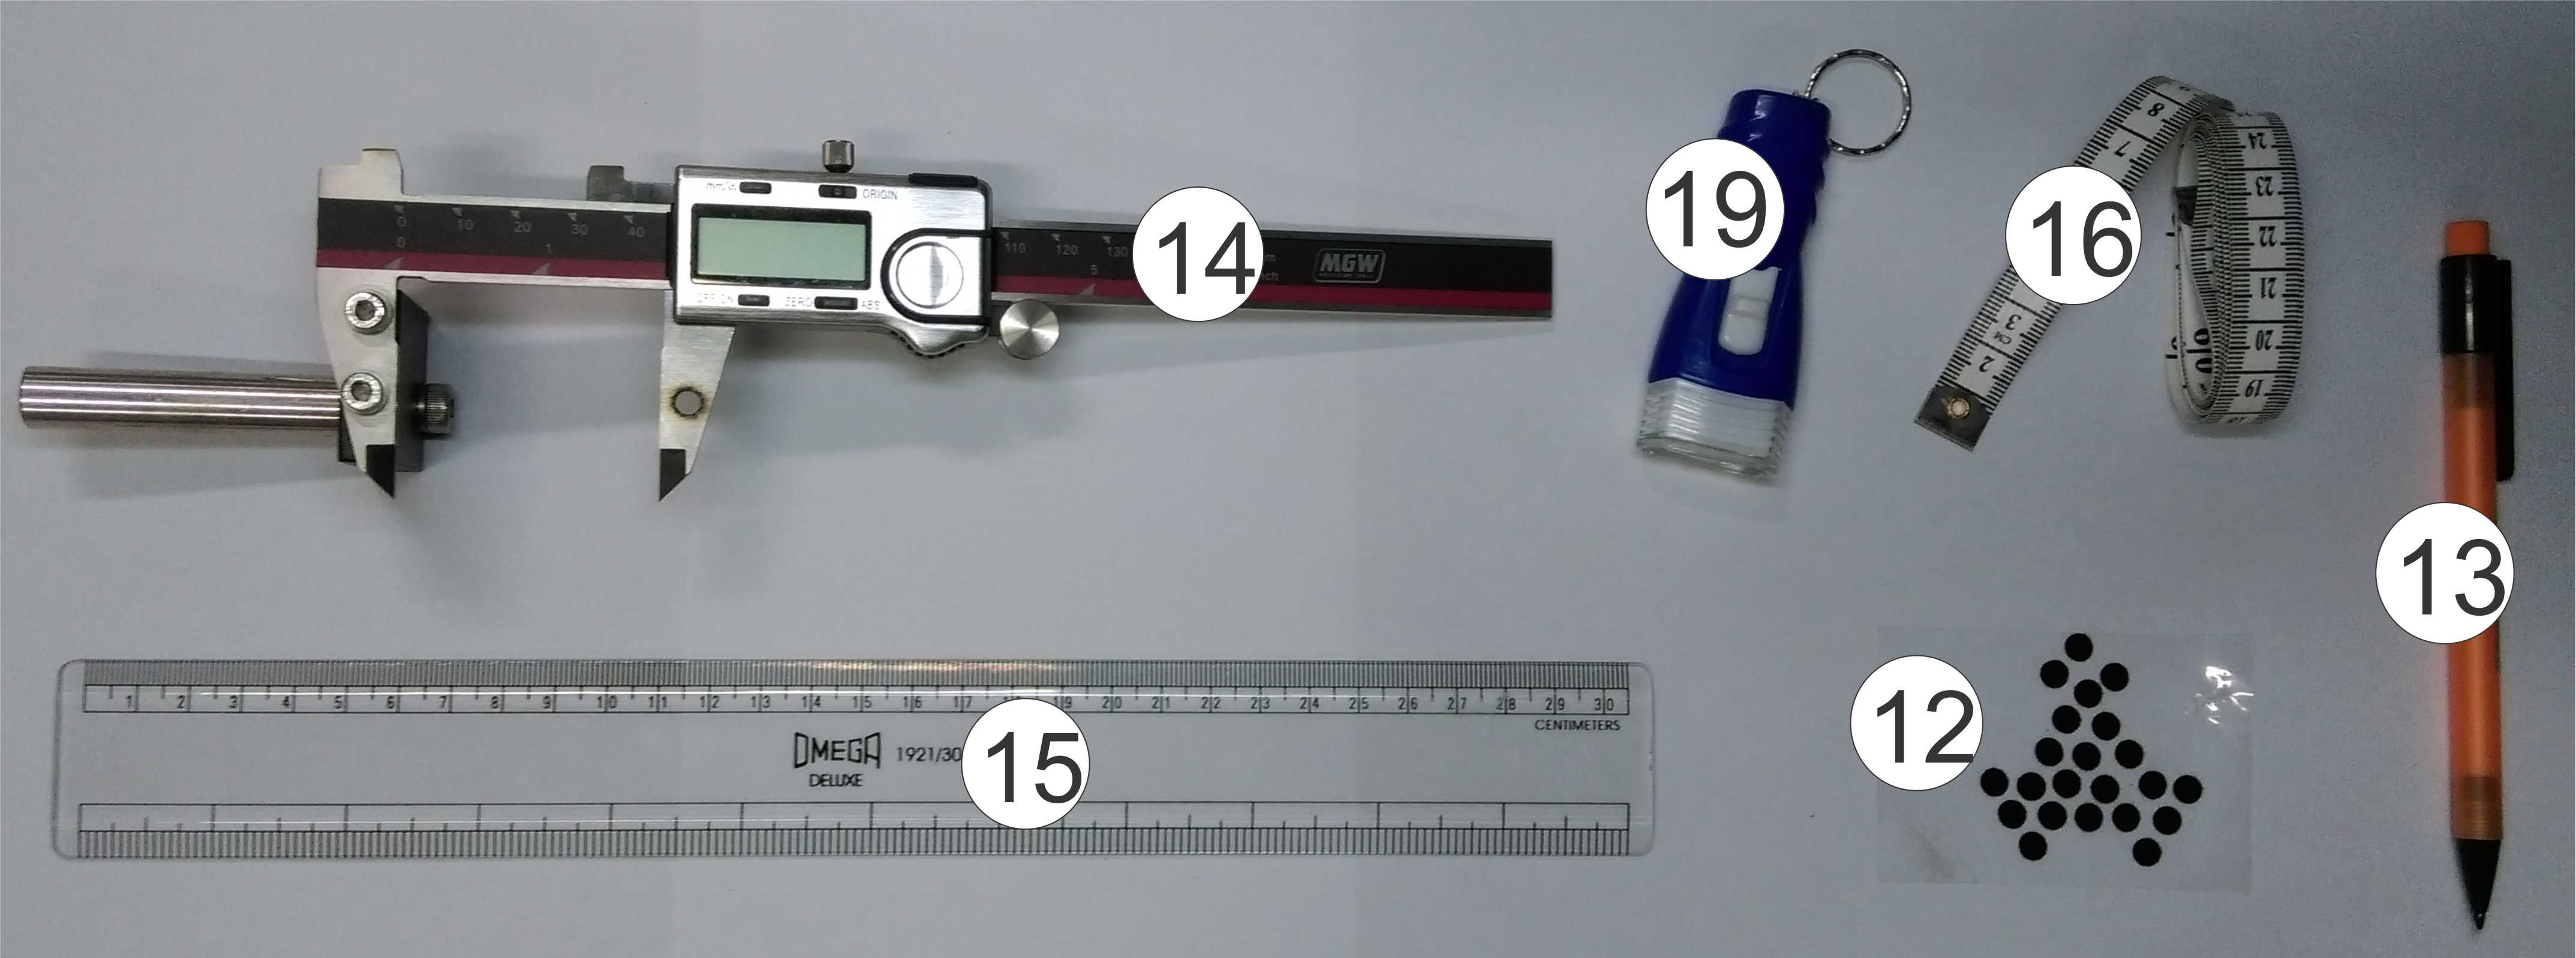 mm/in
ORIGIN
0 10 20 30 40
0 1
110 120 130
5
MGW
ZERO ABS
14
19
8
7
3
CM
2
16
24
23
22
21
20
19
13
1 2 3 4 5 6 7 8 9 10 11 12 13 14 15 16 17 19 20 21 22 23 24 25 26 27 28 29 30
CENTIMETERS
OMEGA 1921/30
DELUXE
15
12